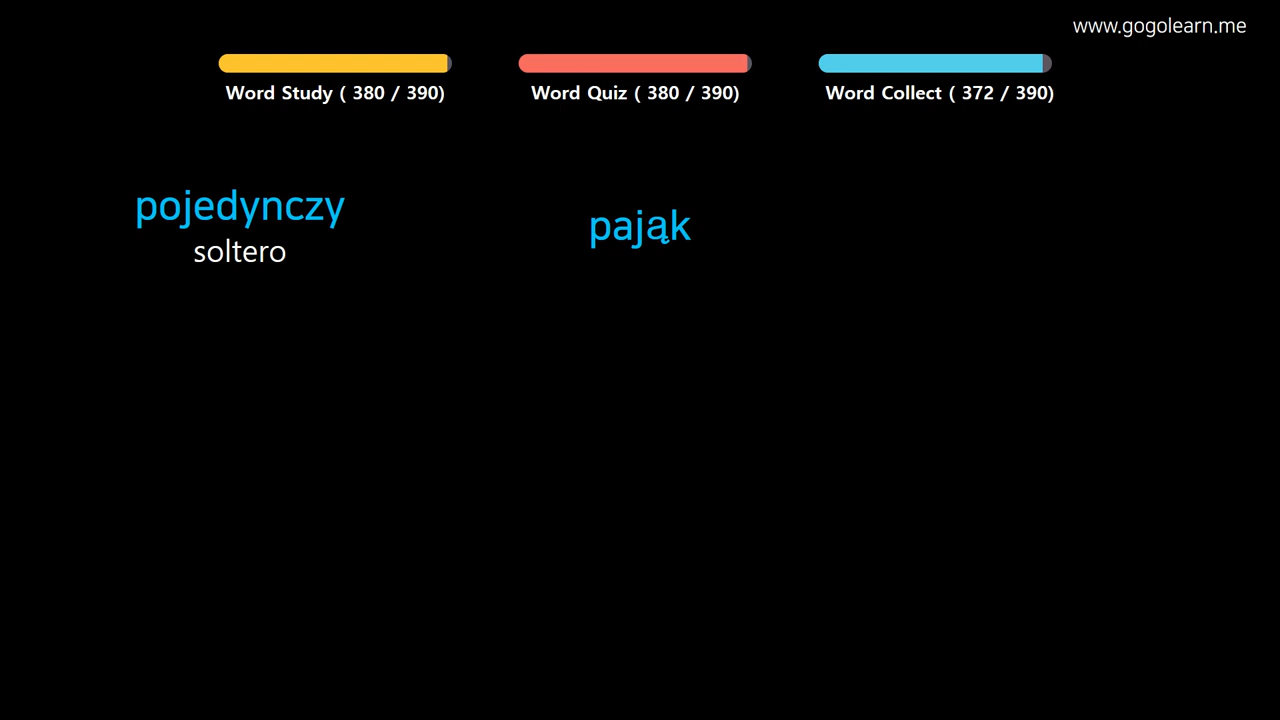 www.gogolearn.me
Word Study ( 380 / 390)
Word Quiz ( 380 / 390)
Word Collect ( 372 / 390)
pojedynczy
soltero
pająk